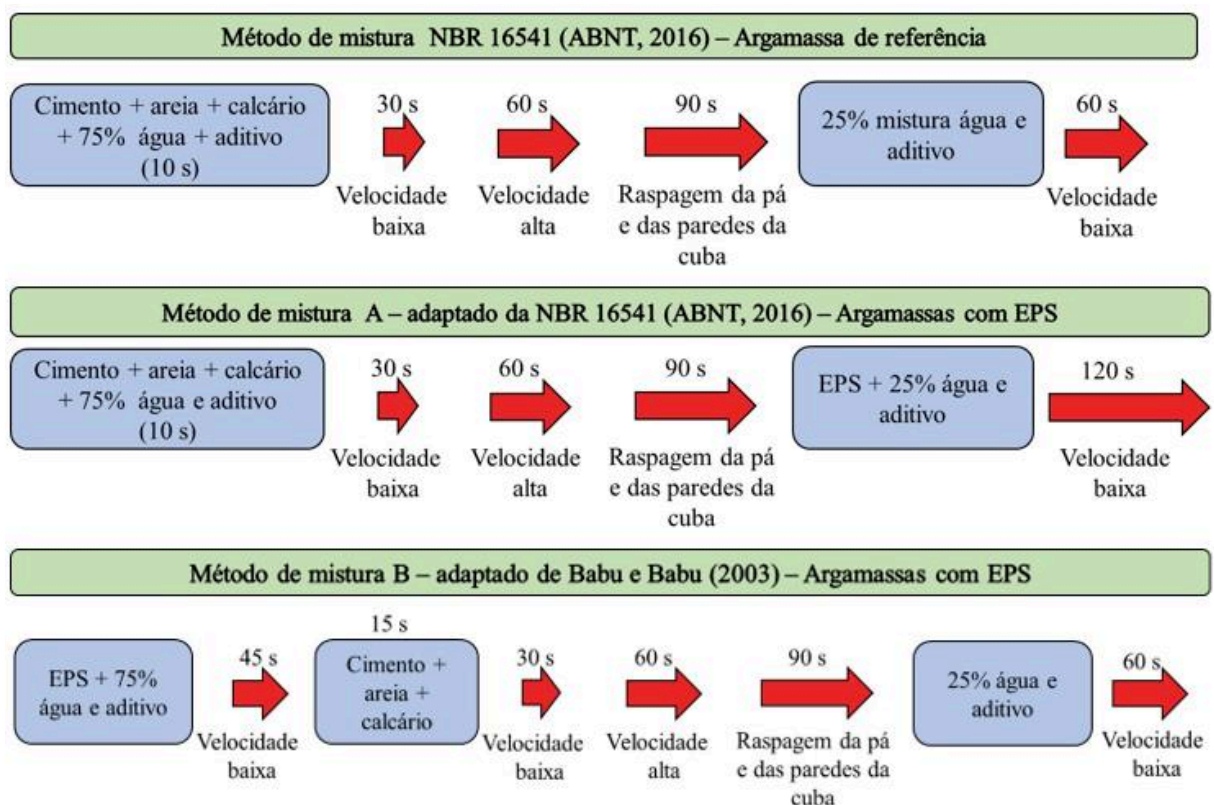 Método de mistura NBR 16541 (ABNT, 2016) – Argamassa de referência
Cimento + areia + calcário
+ 75% água + aditivo
(10 s)
30 s
Velocidade
baixa
60 s
Velocidade
alta
90 s
Raspagem da pá
e das paredes da
cuba
25% mistura água e
aditivo
60 s
Velocidade
baixa
Método de mistura A – adaptado da NBR 16541 (ABNT, 2016) – Argamassas com EPS
Cimento + areia + calcário
+ 75% água e aditivo
(10 s)
30 s
Velocidade
baixa
60 s
Velocidade
alta
90 s
Raspagem da pá
e das paredes da
cuba
EPS + 25% água e
aditivo
120 s
Velocidade
baixa
Método de mistura B – adaptado de Babu e Babu (2003) – Argamassas com EPS
EPS + 75%
água e aditivo
45 s
Velocidade
baixa
15 s
Cimento +
areia +
calcário
30 s
Velocidade
baixa
60 s
Velocidade
alta
90 s
Raspagem da pá
e das paredes da
cuba
25% água e
aditivo
60 s
Velocidade
baixa